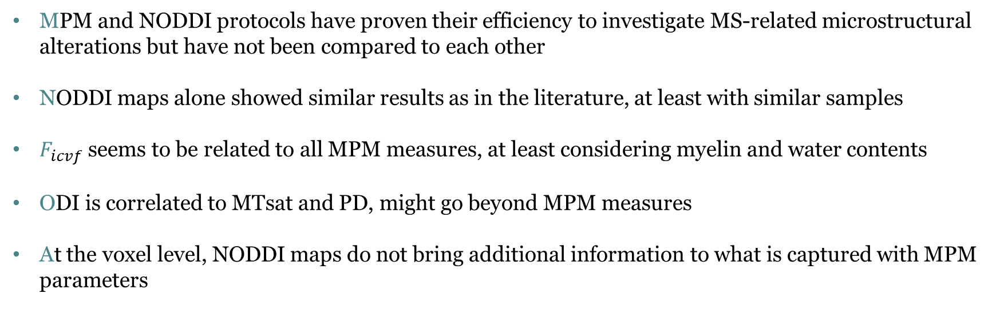 • MPM and NODDI protocols have proven their efficiency to investigate MS-related microstructural
alterations but have not been compared to each other
• NODDI maps alone showed similar results as in the literature, at least with similar samples
• F_icvf seems to be related to all MPM measures, at least considering myelin and water contents
• ODI is correlated to MTsat and PD, might go beyond MPM measures
• At the voxel level, NODDI maps do not bring additional information to what is captured with MPM
parameters